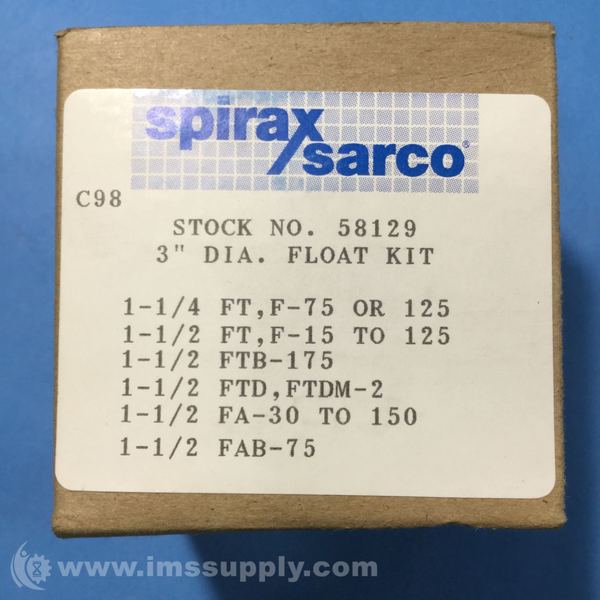 spirax
sarco®
C98
STOCK NO. 58129
3" DIA. FLOAT KIT
1-1/4 FT,F-75 OR 125
1-1/2 FT,F-15 TO 125
1-1/2 FTB-175
1-1/2 FTD,FTDM-2
1-1/2 FA-30 TO 150
1-1/2 FAB-75
www.imssupply.com